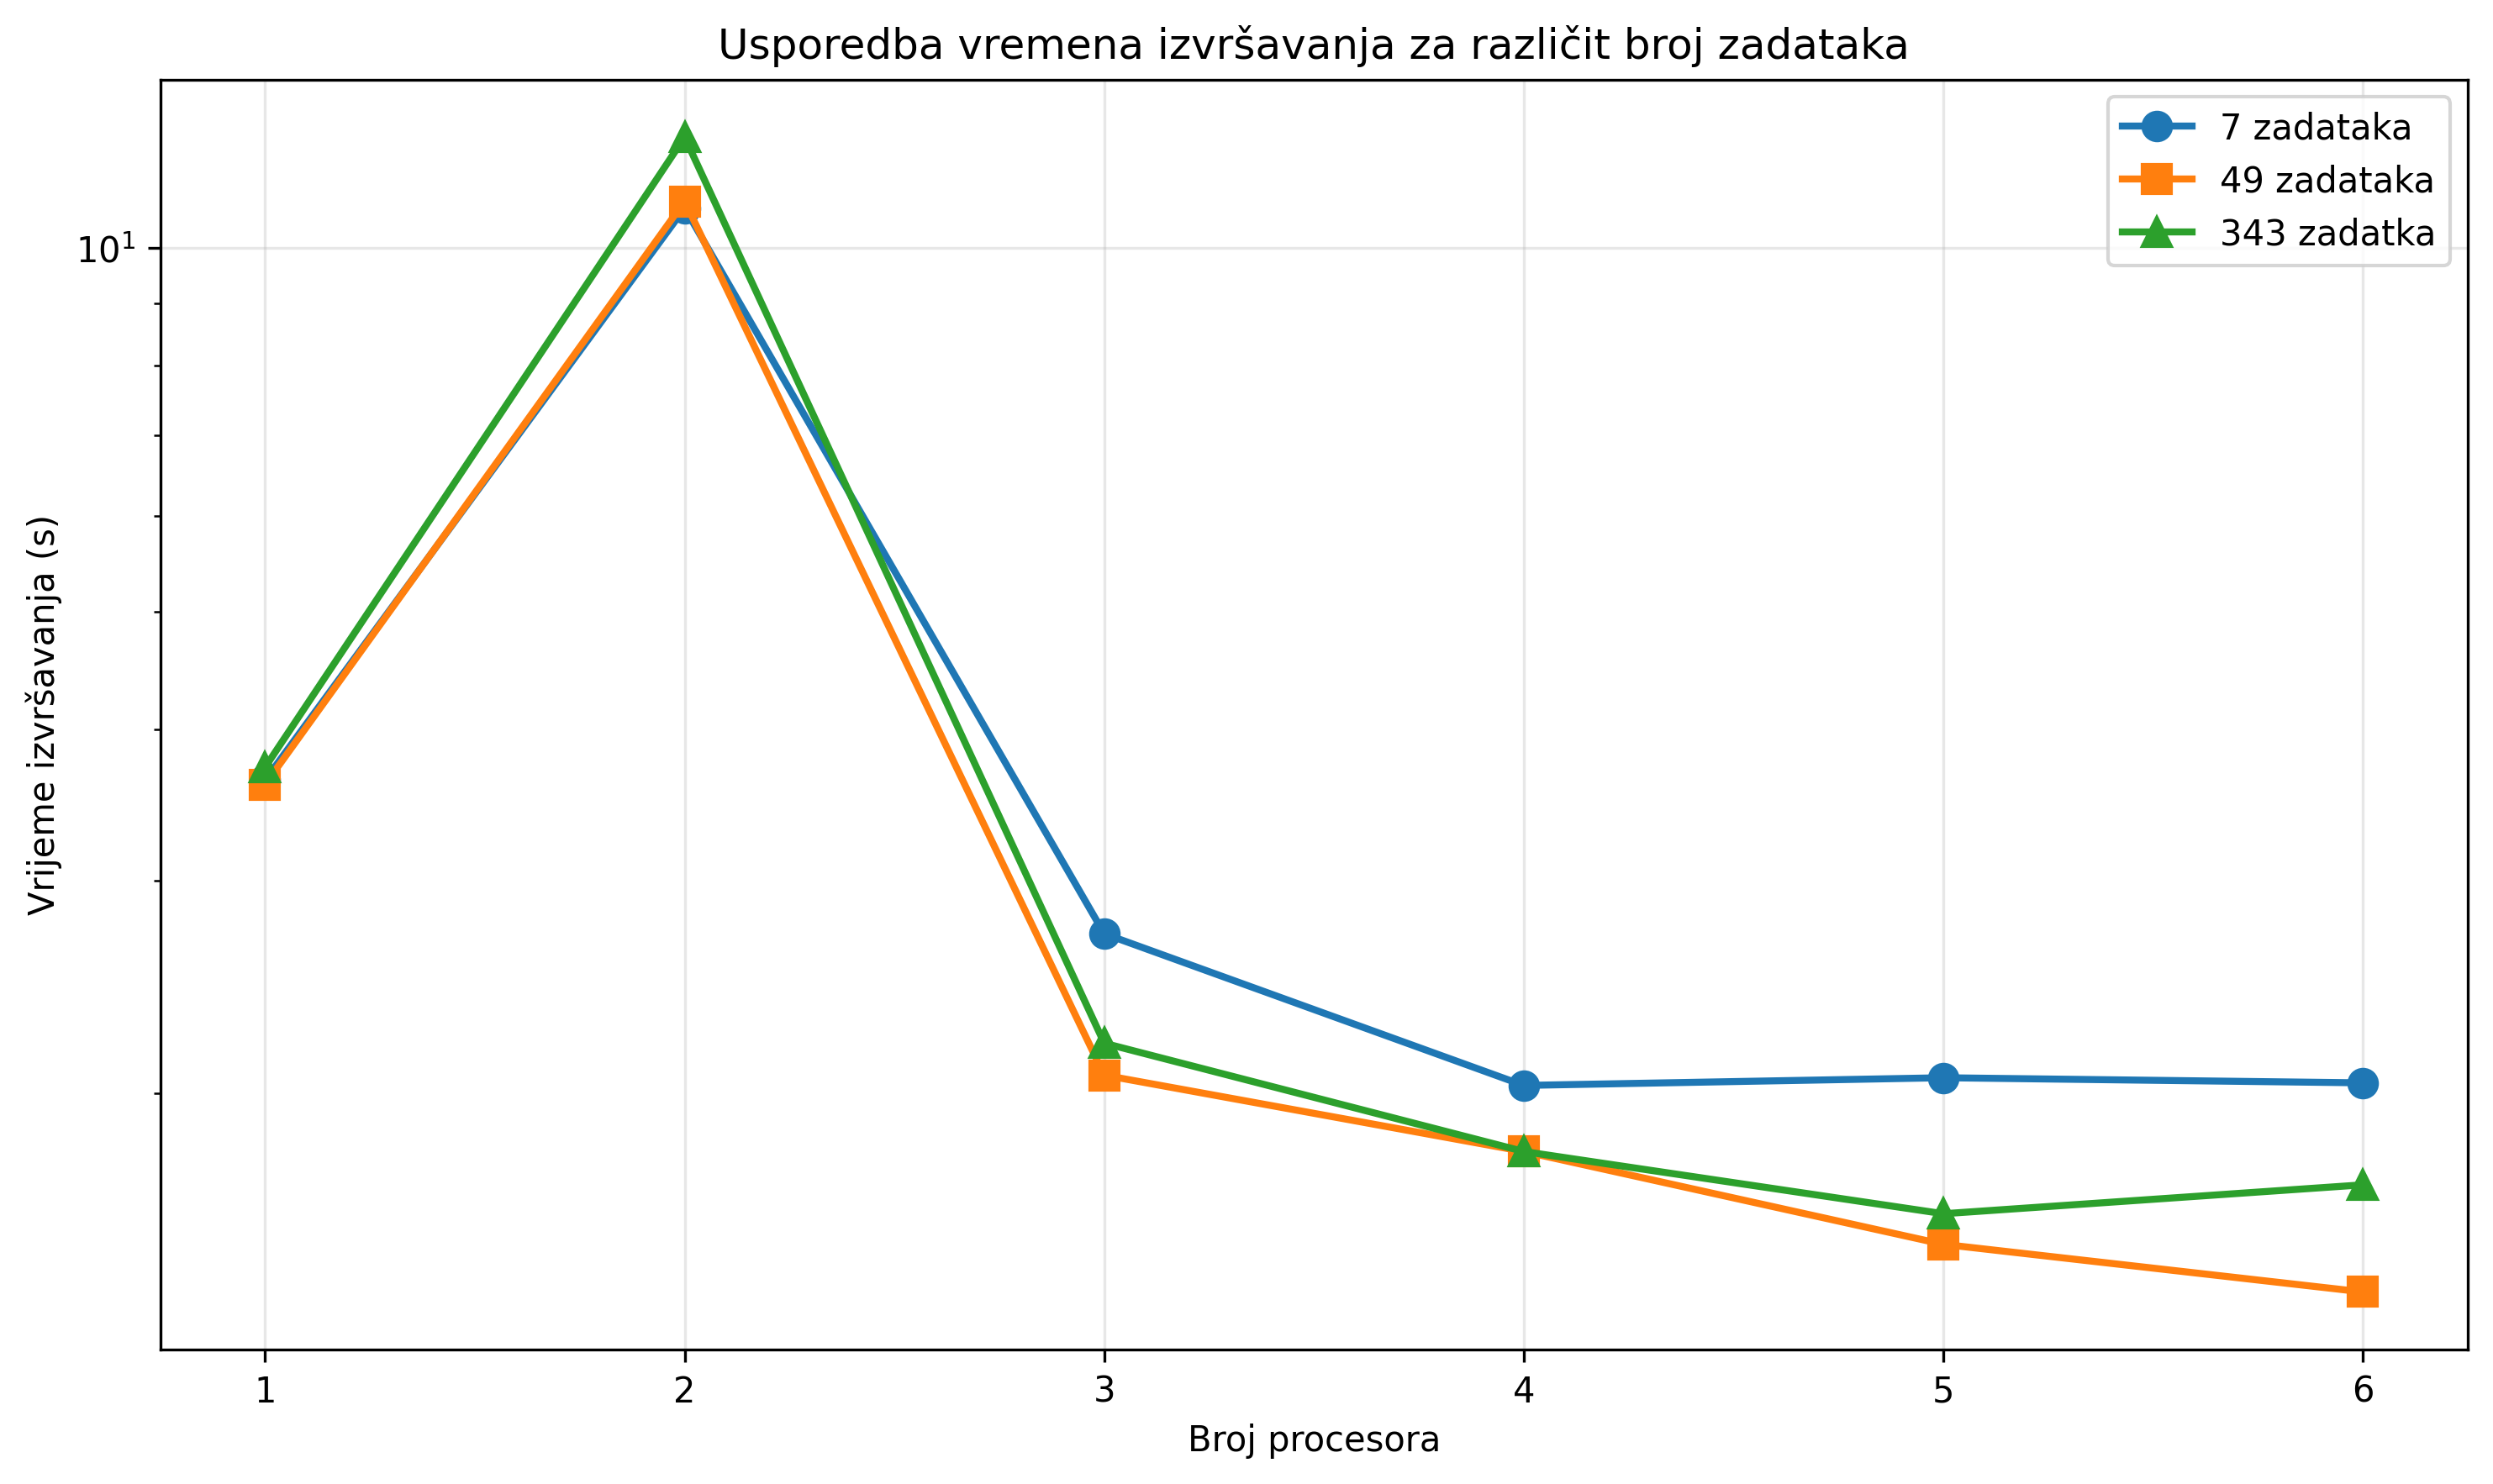 Usporedba vremena izvršavanja za različit broj zadataka
7 zadataka
49 zadataka
343 zadatka
10¹
Vrijeme izvršavanja (s)
1 2 3 4 5 6
Broj procesora